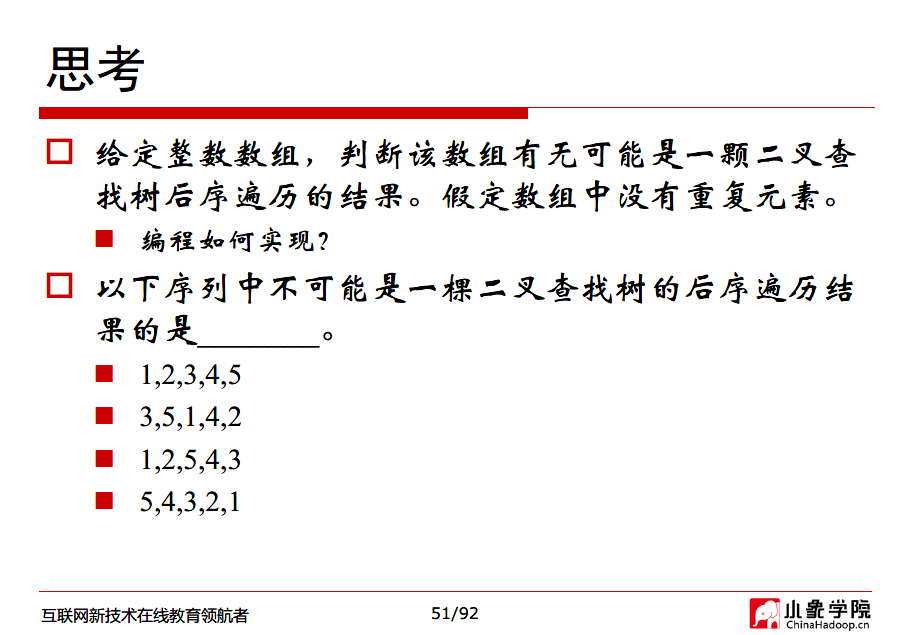 思考
给定整数数组，判断该数组有无可能是一颗二叉查
找树后序遍历的结果。假定数组中没有重复元素。
编程如何实现？
以下序列中不可能是一棵二叉查找树的后序遍历结
果的是________。
1,2,3,4,5
3,5,1,4,2
1,2,5,4,3
5,4,3,2,1
互联网新技术在线教育领航者
51/92
小象学院
ChinaHadoop.cn